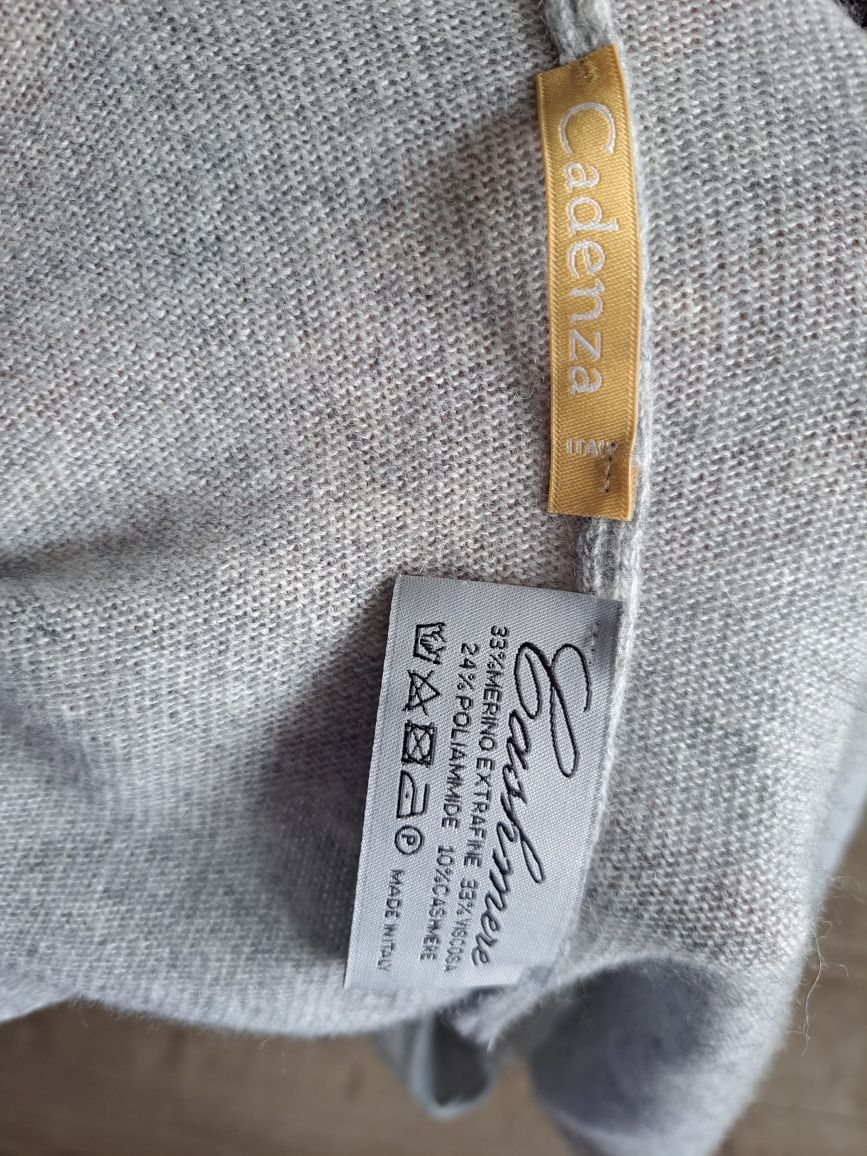 Cadenza
ITALY
Cashmere
33%MERINO EXTRAFINE 33%VISCOSA
24%POLIAMMIDE 10%CASHMERE
P
MADE IN ITALY